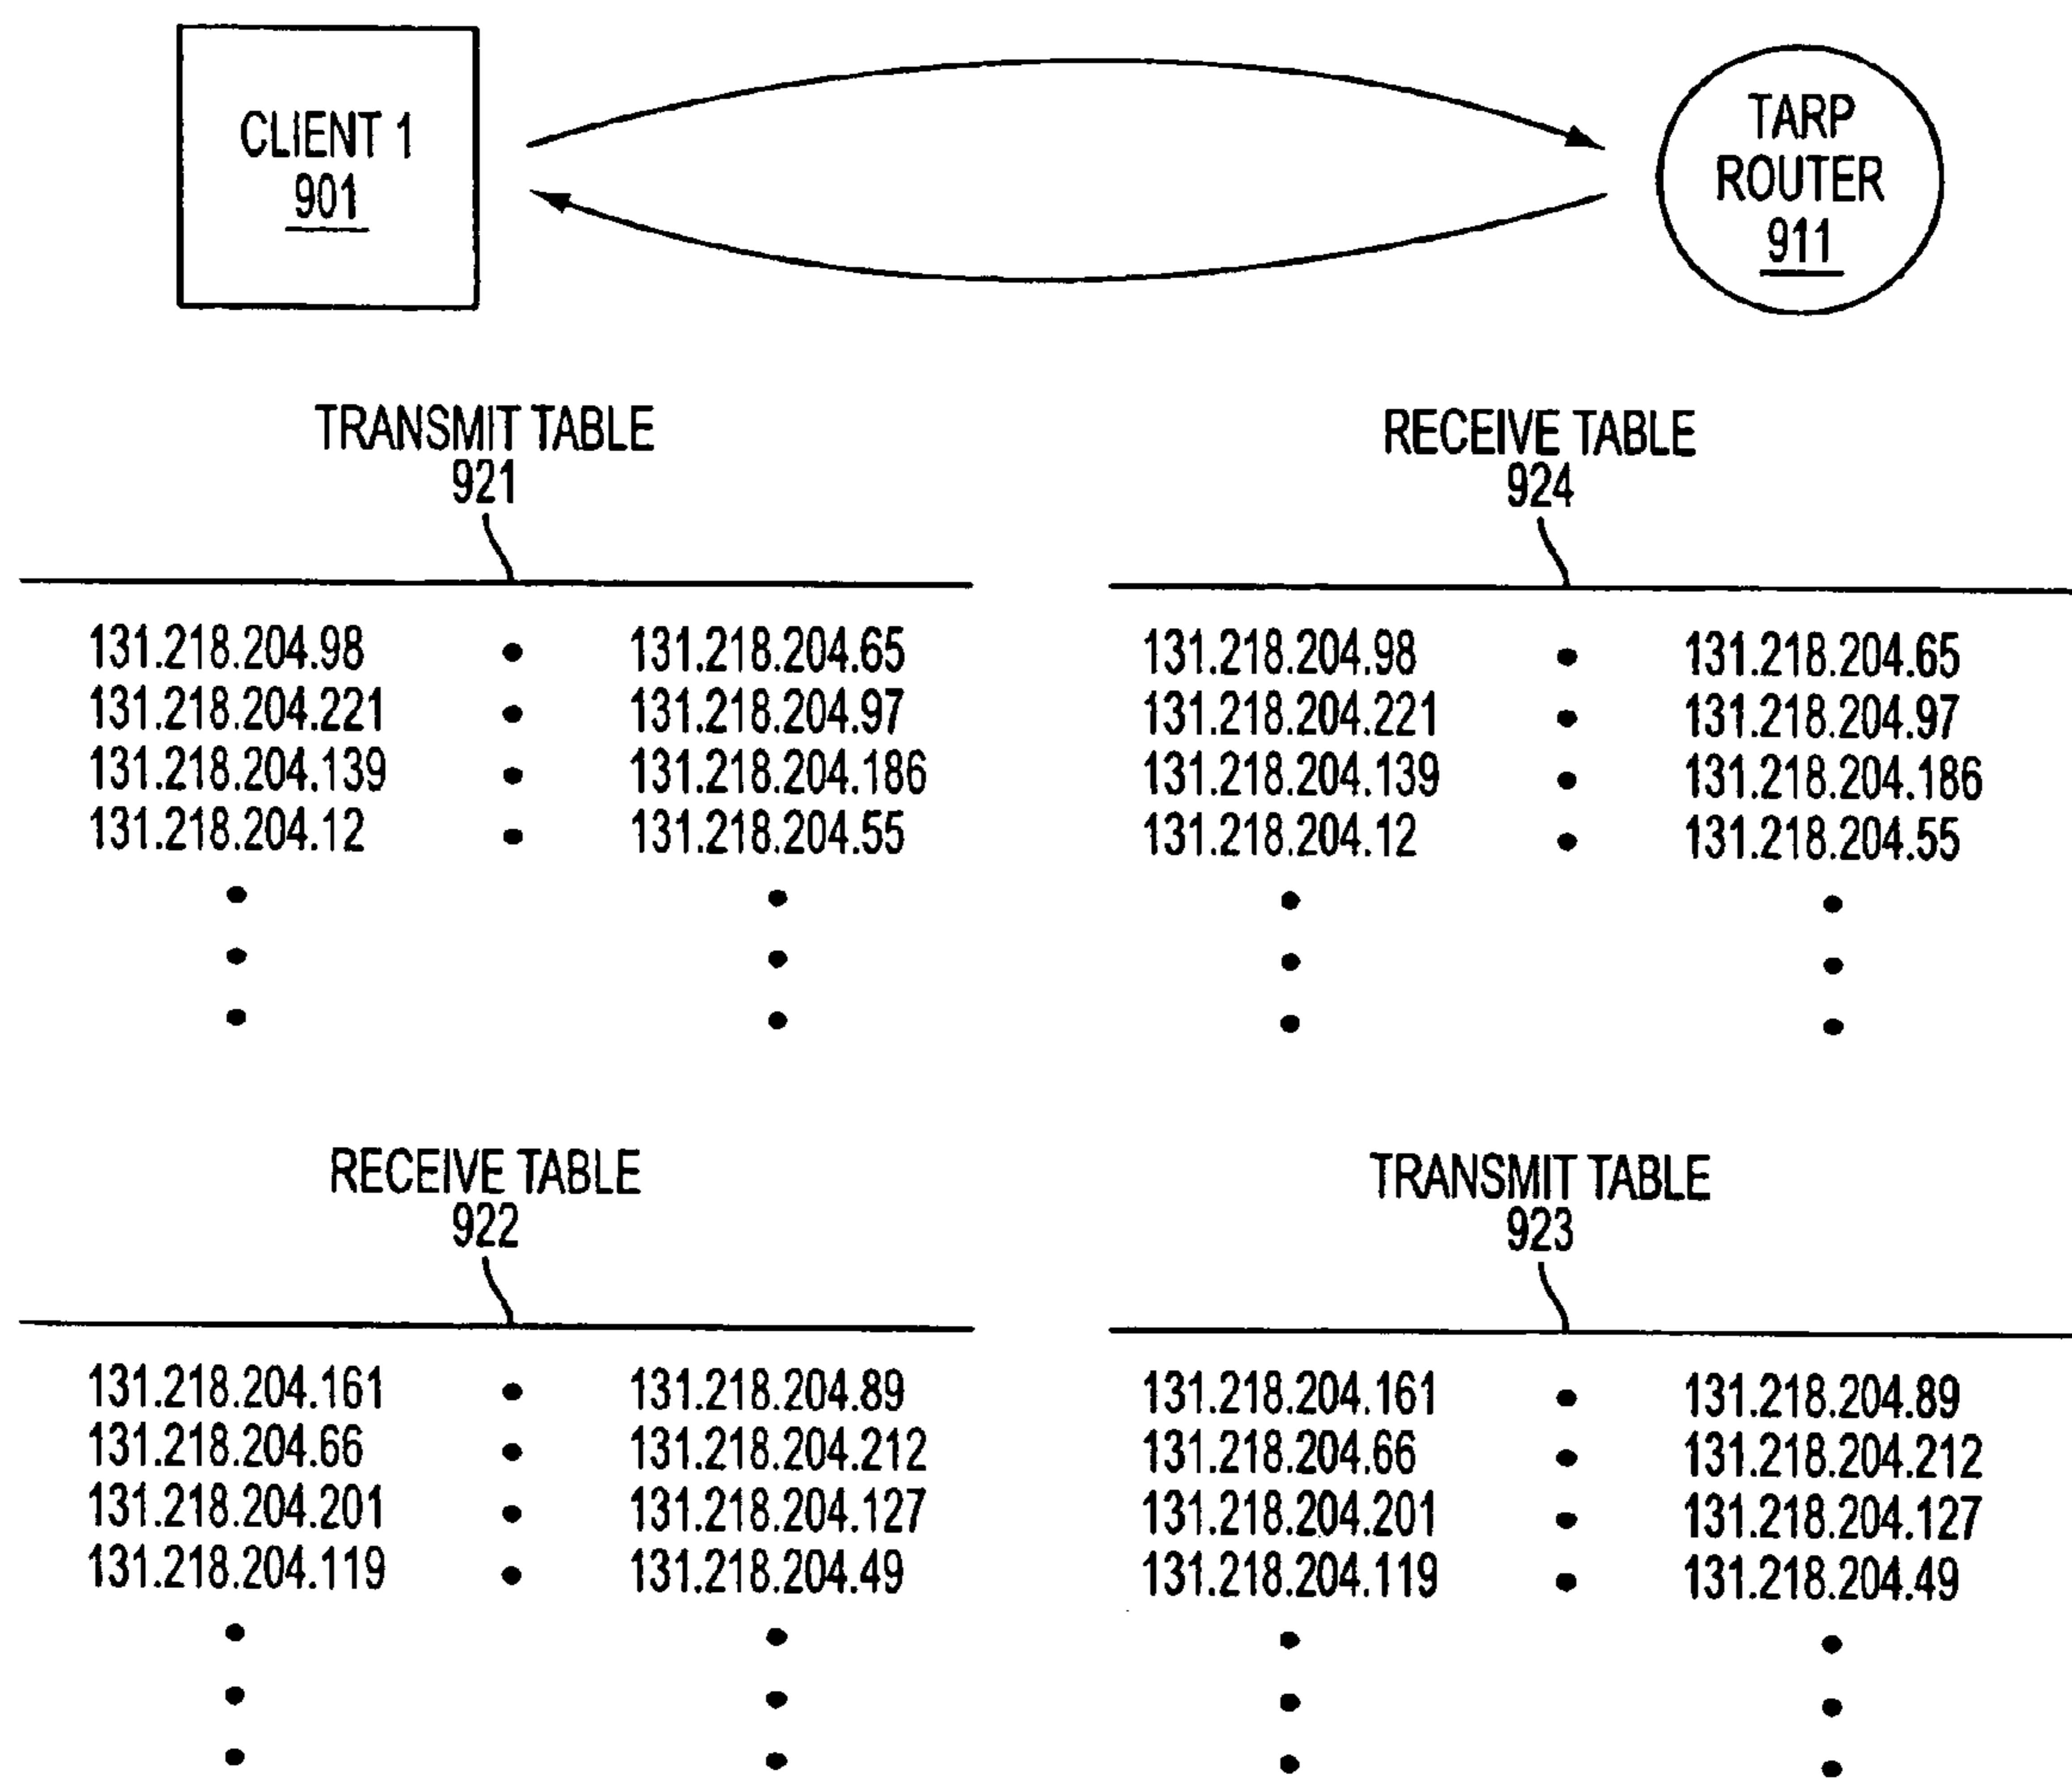 CLIENT 1
901
TARP
ROUTER
911
TRANSMIT TABLE
921
131.218.204.98 • 131.218.204.65
131.218.204.221 • 131.218.204.97
131.218.204.139 • 131.218.204.186
131.218.204.12 • 131.218.204.55
RECEIVE TABLE
924
131.218.204.98 • 131.218.204.65
131.218.204.221 • 131.218.204.97
131.218.204.139 • 131.218.204.186
131.218.204.12 • 131.218.204.55
RECEIVE TABLE
922
131.218.204.161 • 131.218.204.89
131.218.204.66 • 131.218.204.212
131.218.204.201 • 131.218.204.127
131.218.204.119 • 131.218.204.49
TRANSMIT TABLE
923
131.218.204.161 • 131.218.204.89
131.218.204.66 • 131.218.204.212
131.218.204.201 • 131.218.204.127
131.218.204.119 • 131.218.204.49